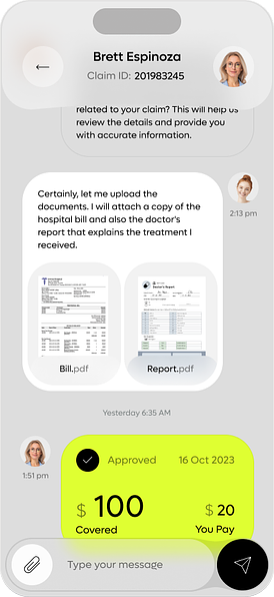 Brett Espinoza
Claim ID: 201983245
related to your claim? This will help us
review the details and provide you
with accurate information.
Certainly, let me upload the
documents. I will attach a copy of the
hospital bill and also the doctor's
report that explains the treatment I
received.
2:13 pm
Doctor's Report
Bill.pdf
Report.pdf
Yesterday 6:35 AM
1:51 pm
Approved
16 Oct 2023
$ 100
$ 20
Covered
You Pay
Type your message